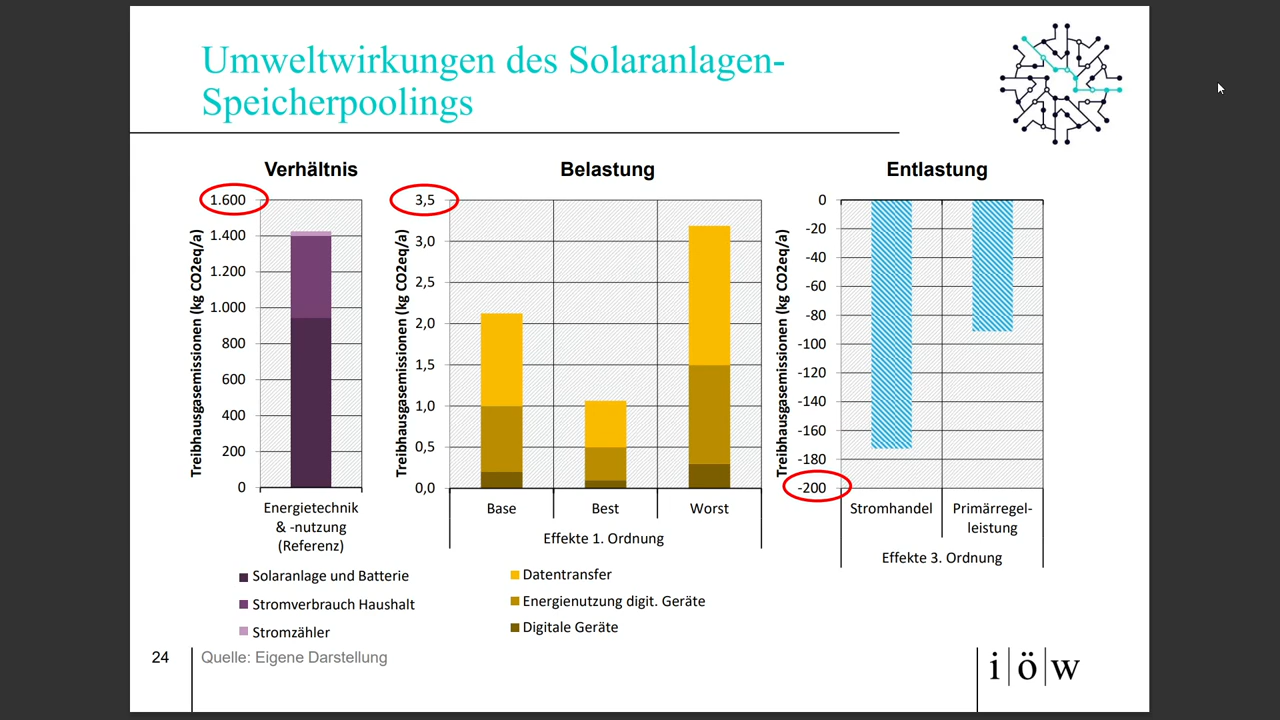 Umweltwirkungen des Solaranlagen-
Speicherpoolings
Verhältnis
Treibhausgasemissionen (kg CO2eq/a)
1.600
1.400
1.200
1.000
800
600
400
200
0
Energietechnik
& -nutzung
(Referenz)
Solaranlage und Batterie
Stromverbrauch Haushalt
Stromzähler
Belastung
Treibhausgasemissionen (kg CO2eq/a)
3,5
3,0
2,5
2,0
1,5
1,0
0,5
0,0
Base Best Worst
Effekte 1. Ordnung
Datentransfer
Energienutzung digit. Geräte
Digitale Geräte
Entlastung
Treibhausgasemissionen (kg CO2eq/a)
0
-20
-40
-60
-80
-100
-120
-140
-160
-180
-200
Stromhandel
Primärregel-
leistung
Effekte 3. Ordnung
24
Quelle: Eigene Darstellung
i|ö|w